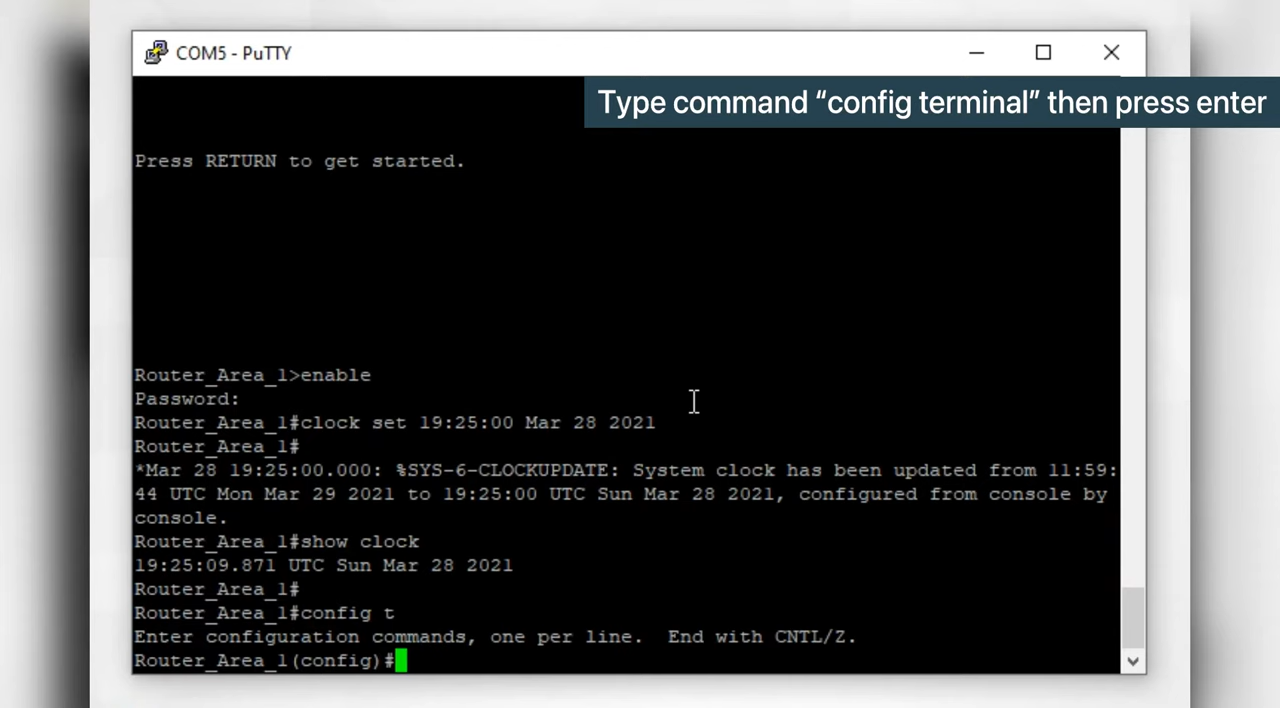 COM5 - PuTTY
Type command “config terminal” then press enter
Press RETURN to get started.
Router_Area_1>enable
Password:
Router_Area_1#clock set 19:25:00 Mar 28 2021
Router_Area_1#
*Mar 28 19:25:00.000: %SYS-6-CLOCKUPDATE: System clock has been updated from 11:59:
44 UTC Mon Mar 29 2021 to 19:25:00 UTC Sun Mar 28 2021, configured from console by
console.
Router_Area_1#show clock
19:25:09.871 UTC Sun Mar 28 2021
Router_Area_1#
Router_Area_1#config t
Enter configuration commands, one per line.  End with CNTL/Z.
Router_Area_1(config)#